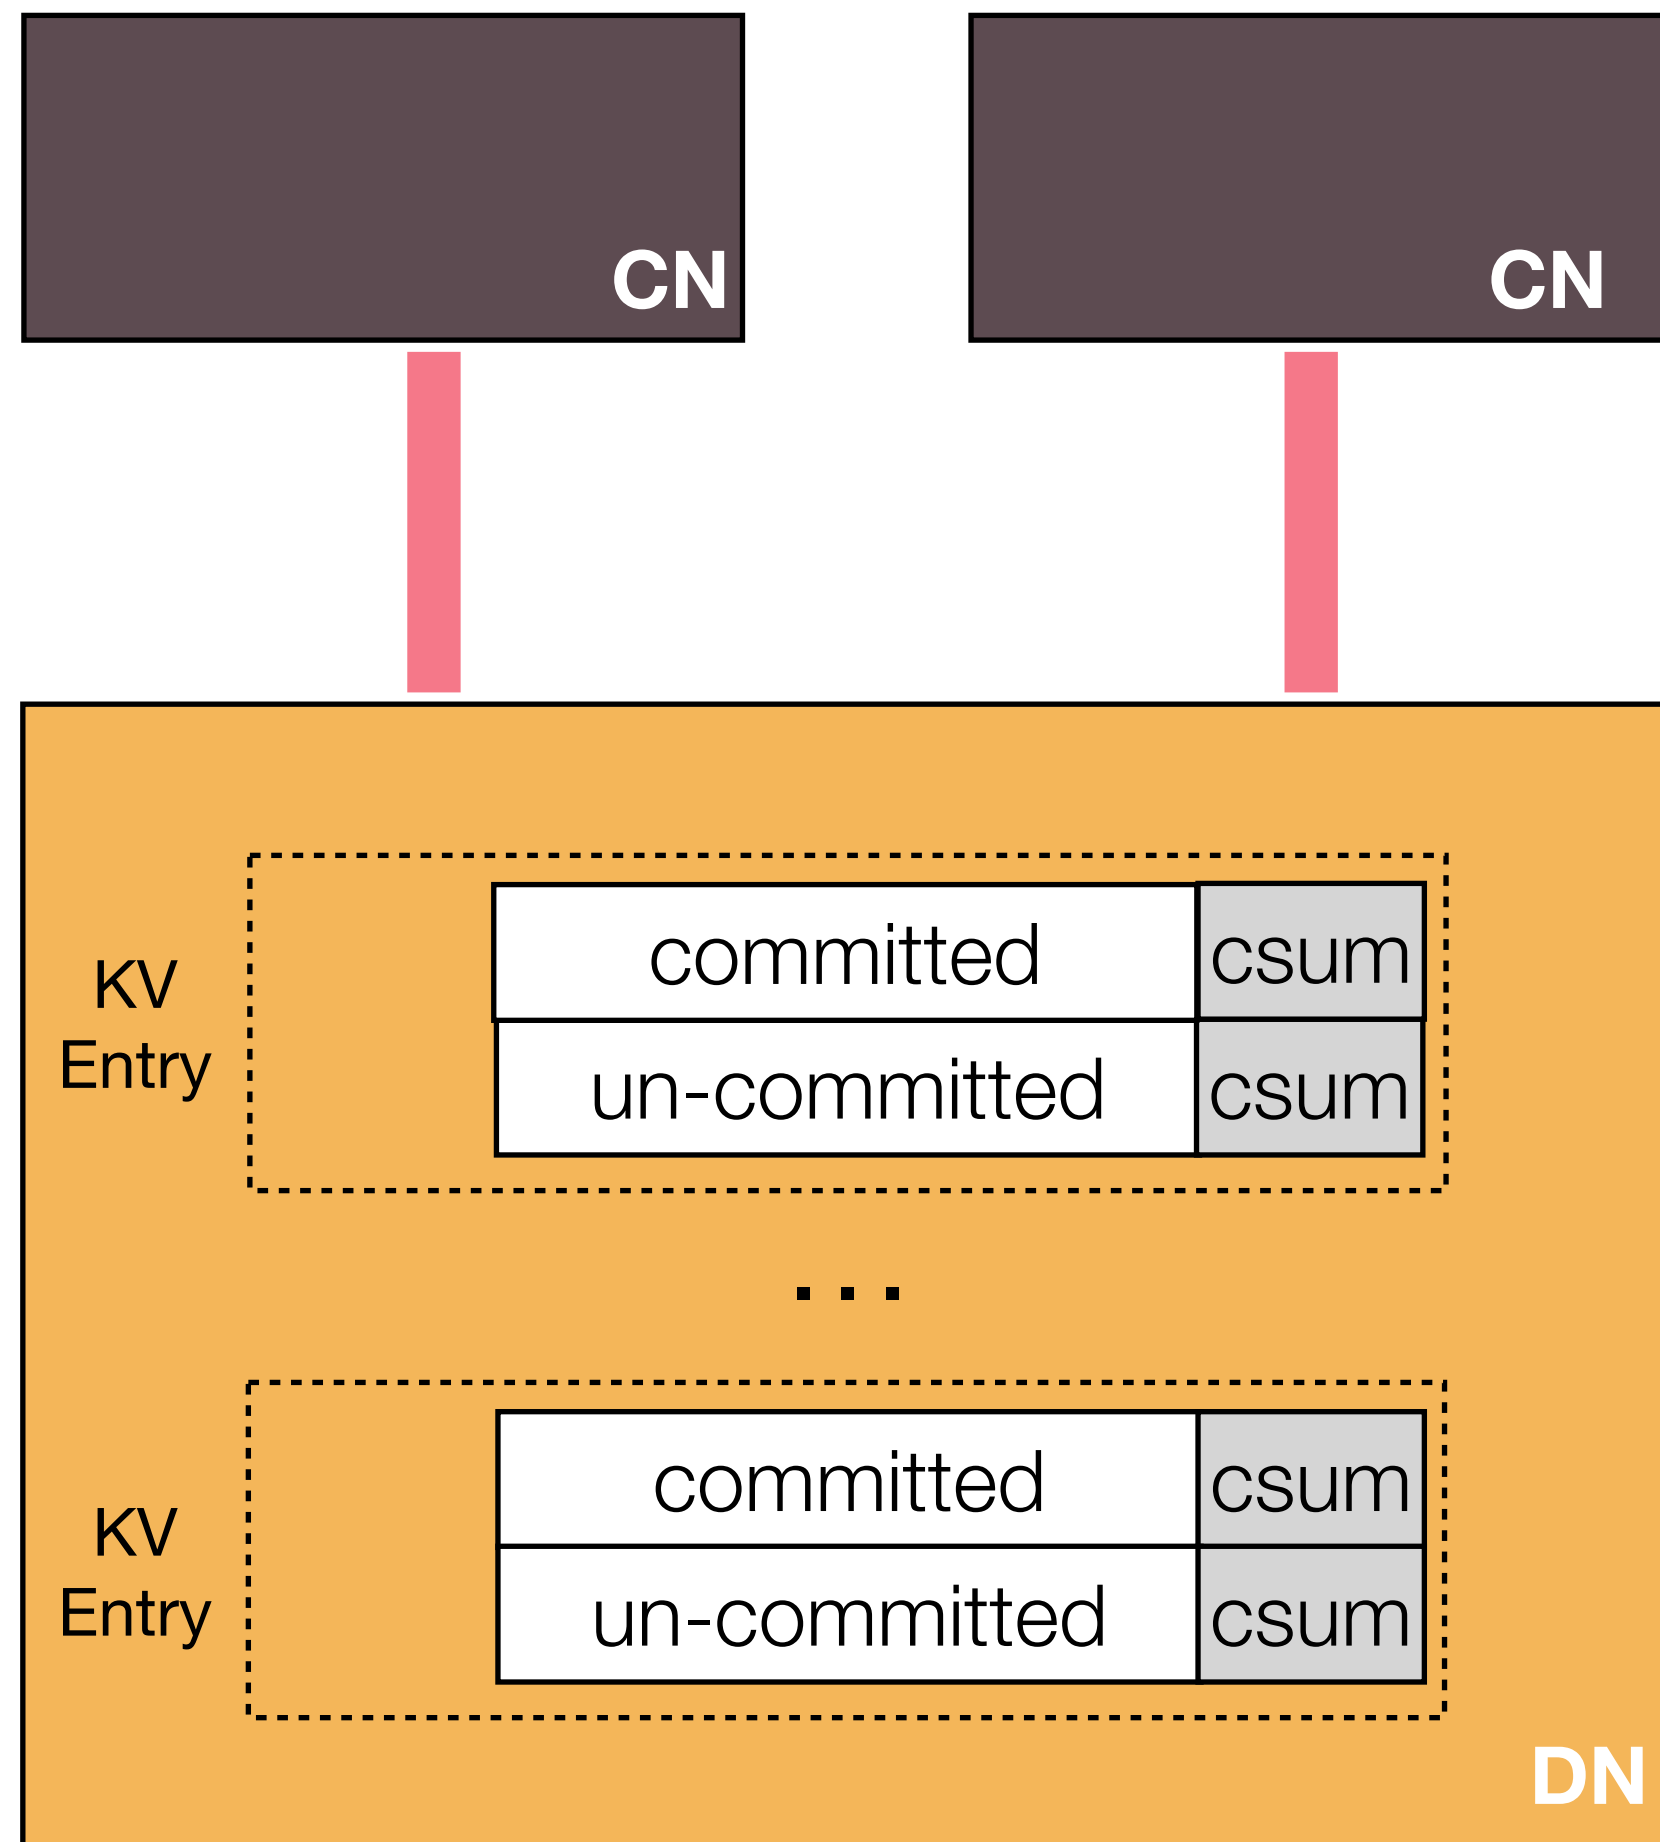 CN
CN
committed csum
KV
Entry
un-committed csum
...
committed csum
KV
Entry
un-committed csum
DN